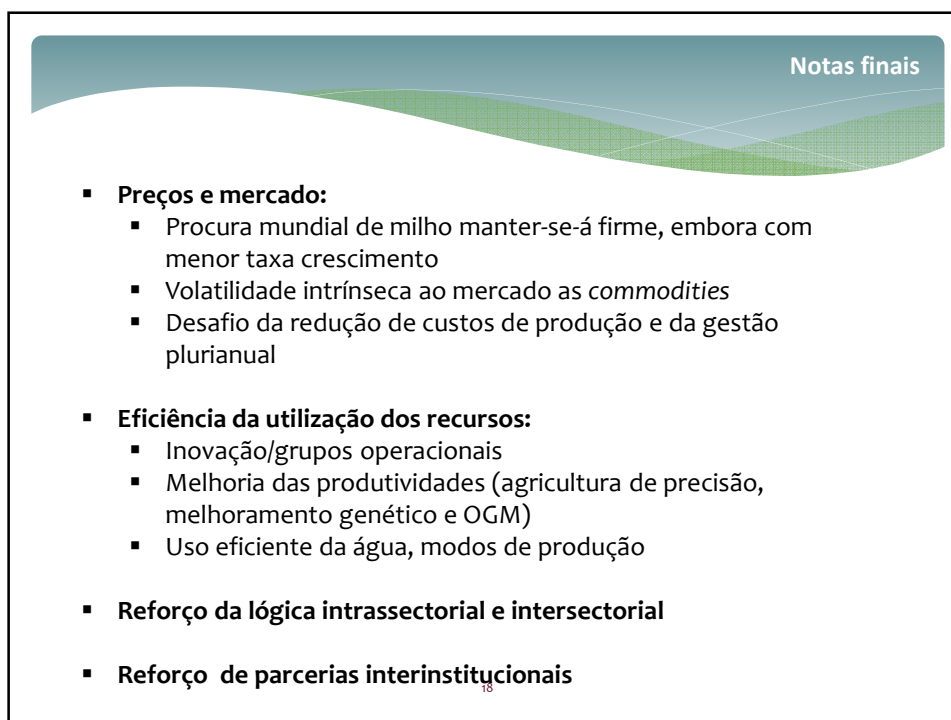 Notas finais
▪ Preços e mercado:
▪ Procura mundial de milho manter-se-á firme, embora com
menor taxa crescimento
▪ Volatilidade intrínseca ao mercado as commodities
▪ Desafio da redução de custos de produção e da gestão
plurianual
▪ Eficiência da utilização dos recursos:
▪ Inovação/grupos operacionais
▪ Melhoria das produtividades (agricultura de precisão,
melhoramento genético e OGM)
▪ Uso eficiente da água, modos de produção
▪ Reforço da lógica intrassectorial e intersectorial
▪ Reforço de parcerias interinstitucionais
18